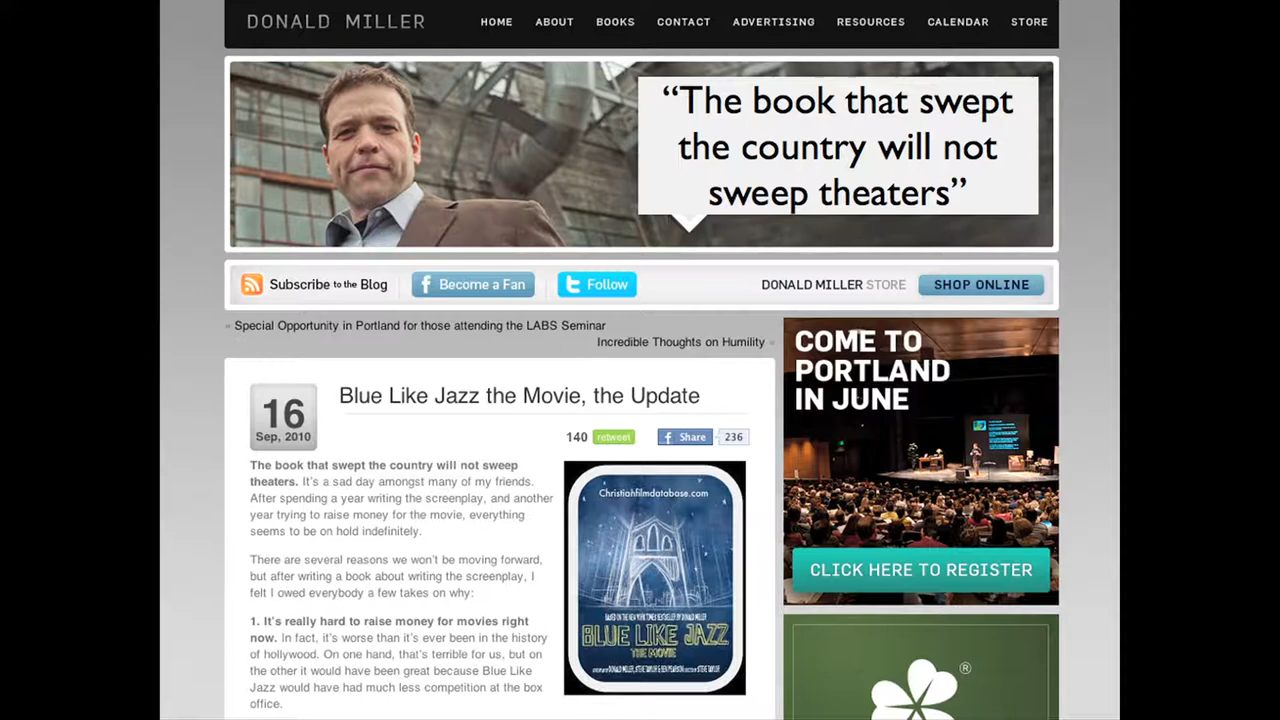 DONALD MILLER
HOME ABOUT BOOKS CONTACT ADVERTISING RESOURCES CALENDAR STORE
“The book that swept
the country will not
sweep theaters”
Subscribe to the Blog
Become a Fan
Follow
DONALD MILLER STORE
SHOP ONLINE
« Special Opportunity in Portland for those attending the LABS Seminar
Incredible Thoughts on Humility »
16
Sep, 2010
Blue Like Jazz the Movie, the Update
140 retweet
Share 236
The book that swept the country will not sweep
theaters. It’s a sad day amongst many of my friends.
After spending a year writing the screenplay, and another
year trying to raise money for the movie, everything
seems to be on hold indefinitely.
There are several reasons we won’t be moving forward,
but after writing a book about writing the screenplay, I
felt I owed everybody a few takes on why:
1. It’s really hard to raise money for movies right
now. In fact, it’s worse than it’s ever been in the history
of hollywood. On one hand, that’s terrible for us, but on
the other it would have been great because Blue Like
Jazz would have had much less competition at the box
office.
Christianfilmdatabase.com
BASED ON THE NEW YORK TIMES BESTSELLER BY DONALD MILLER
BLUE LIKE JAZZ
THE MOVIE
COME TO
PORTLAND
IN JUNE
CLICK HERE TO REGISTER
®